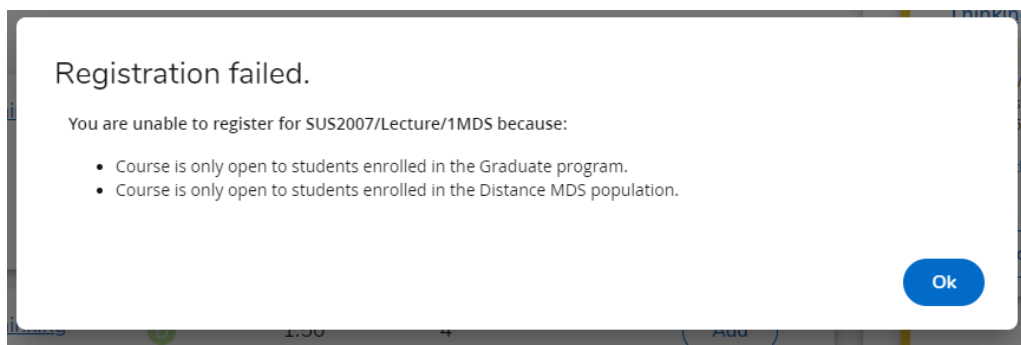 Registration failed.
You are unable to register for SUS2007/Lecture/1MDS because:
• Course is only open to students enrolled in the Graduate program.
• Course is only open to students enrolled in the Distance MDS population.
Ok